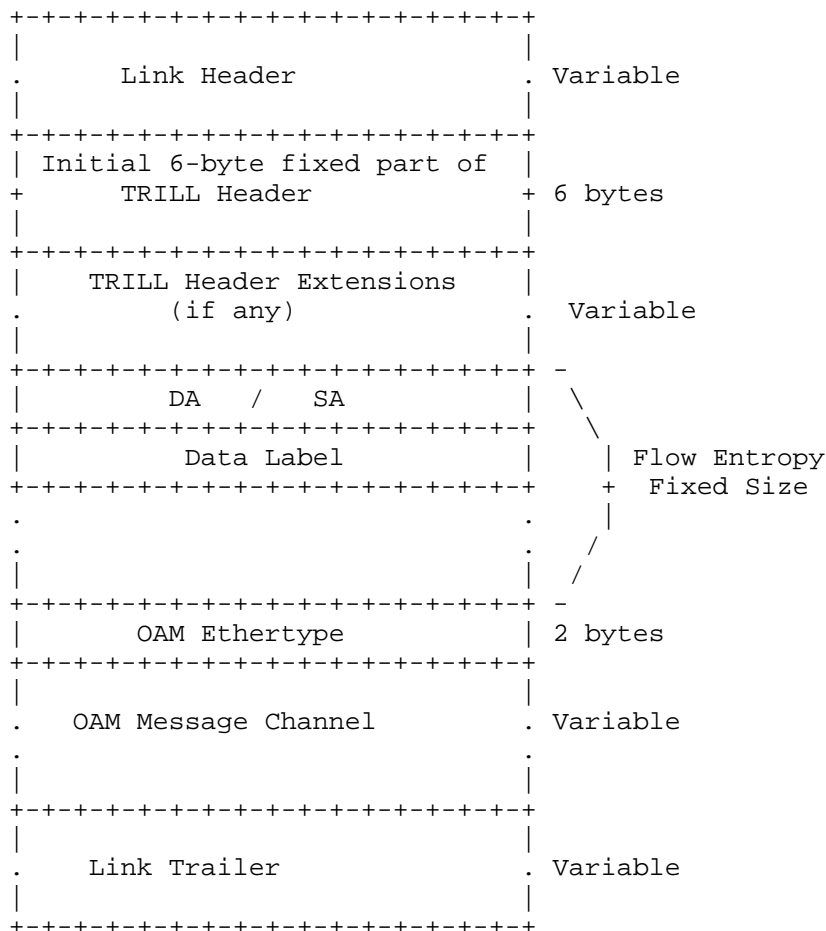 +-+-+-+-+-+-+-+-+-+-+-+-+-+-+-+-+
|                               |
.       Link Header             . Variable
|                               |
+-+-+-+-+-+-+-+-+-+-+-+-+-+-+-+-+
| Initial 6-byte fixed part of  |
+       TRILL Header            + 6 bytes
|                               |
+-+-+-+-+-+-+-+-+-+-+-+-+-+-+-+-+
|    TRILL Header Extensions    |
.         (if any)              .  Variable
|                               |
+-+-+-+-+-+-+-+-+-+-+-+-+-+-+-+-+ -
|         DA   /   SA           |  \
+-+-+-+-+-+-+-+-+-+-+-+-+-+-+-+-+   \
|          Data Label           |    | Flow Entropy
+-+-+-+-+-+-+-+-+-+-+-+-+-+-+-+-+    +  Fixed Size
.                               .    |
.                               .   /
|                               |  /
+-+-+-+-+-+-+-+-+-+-+-+-+-+-+-+-+ -
|       OAM Ethertype           | 2 bytes
+-+-+-+-+-+-+-+-+-+-+-+-+-+-+-+-+
|                               |
.   OAM Message Channel         . Variable
.                               .
|                               |
+-+-+-+-+-+-+-+-+-+-+-+-+-+-+-+-+
|                               |
.    Link Trailer               . Variable
|                               |
+-+-+-+-+-+-+-+-+-+-+-+-+-+-+-+-+